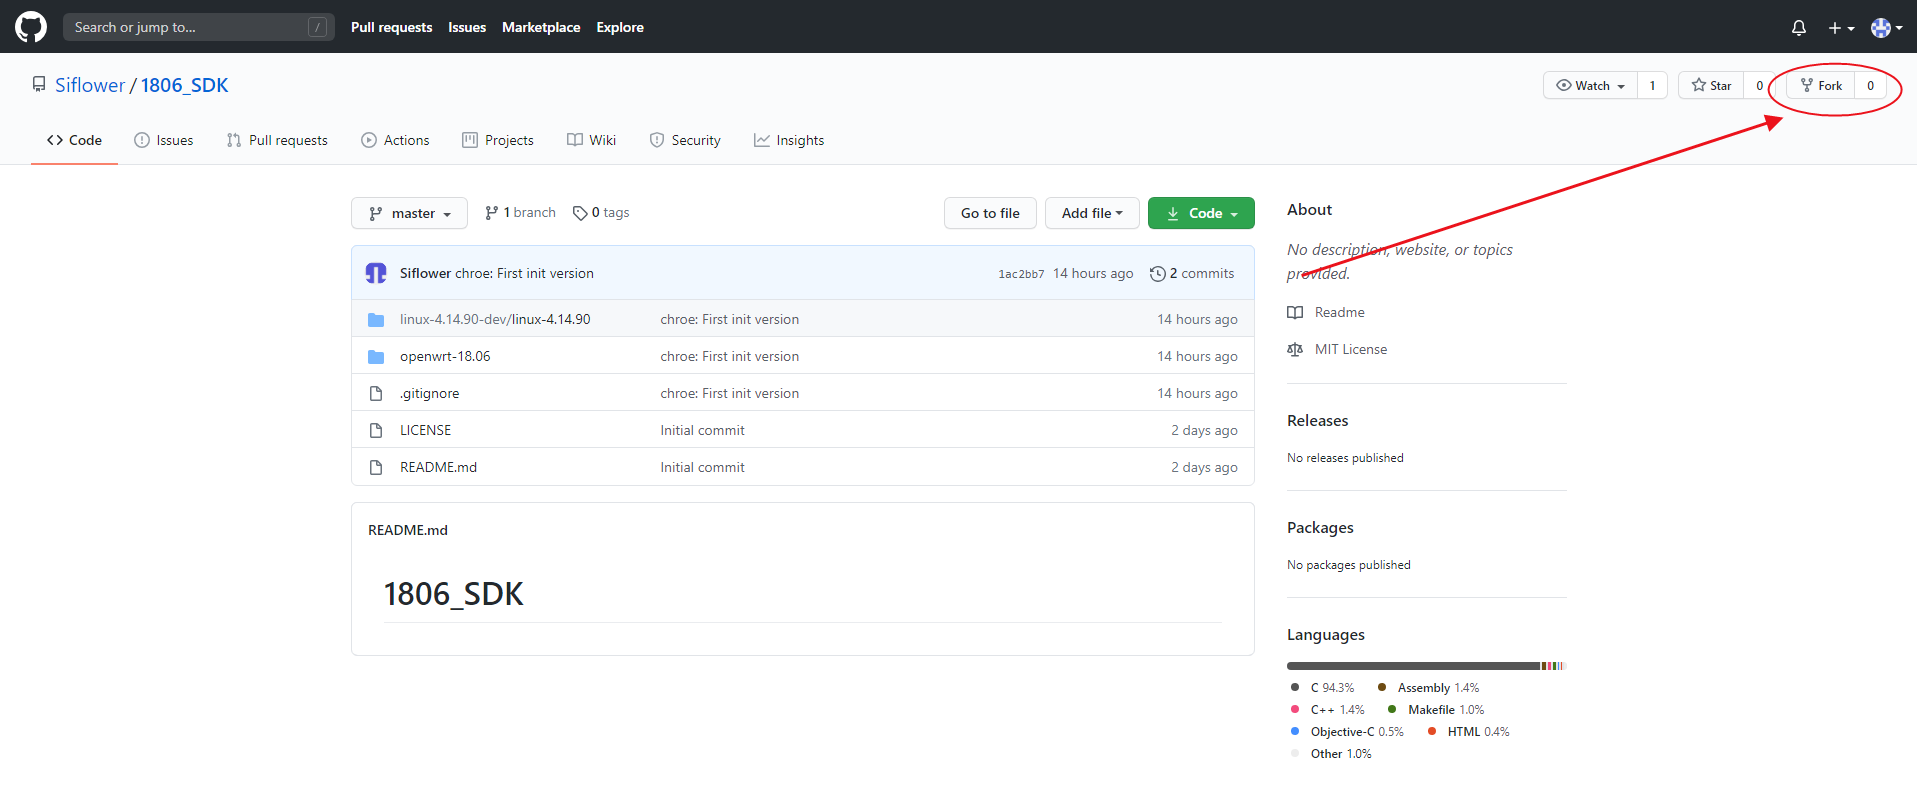 Search or jump to... /
Pull requests Issues Marketplace Explore
Siflower / 1806_SDK
Watch 1 Star 0 Fork 0
Code Issues Pull requests Actions Projects Wiki Security Insights
master 1 branch 0 tags Go to file Add file Code
Siflower chroe: First init version 1ac2bb7 14 hours ago 2 commits
linux-4.14.90-dev/linux-4.14.90 chroe: First init version 14 hours ago
openwrt-18.06 chroe: First init version 14 hours ago
.gitignore chroe: First init version 14 hours ago
LICENSE Initial commit 2 days ago
README.md Initial commit 2 days ago
README.md
1806_SDK
About
No description, website, or topics
provided.
Readme
MIT License
Releases
No releases published
Packages
No packages published
Languages
C 94.3% Assembly 1.4%
C++ 1.4% Makefile 1.0%
Objective-C 0.5% HTML 0.4%
Other 1.0%